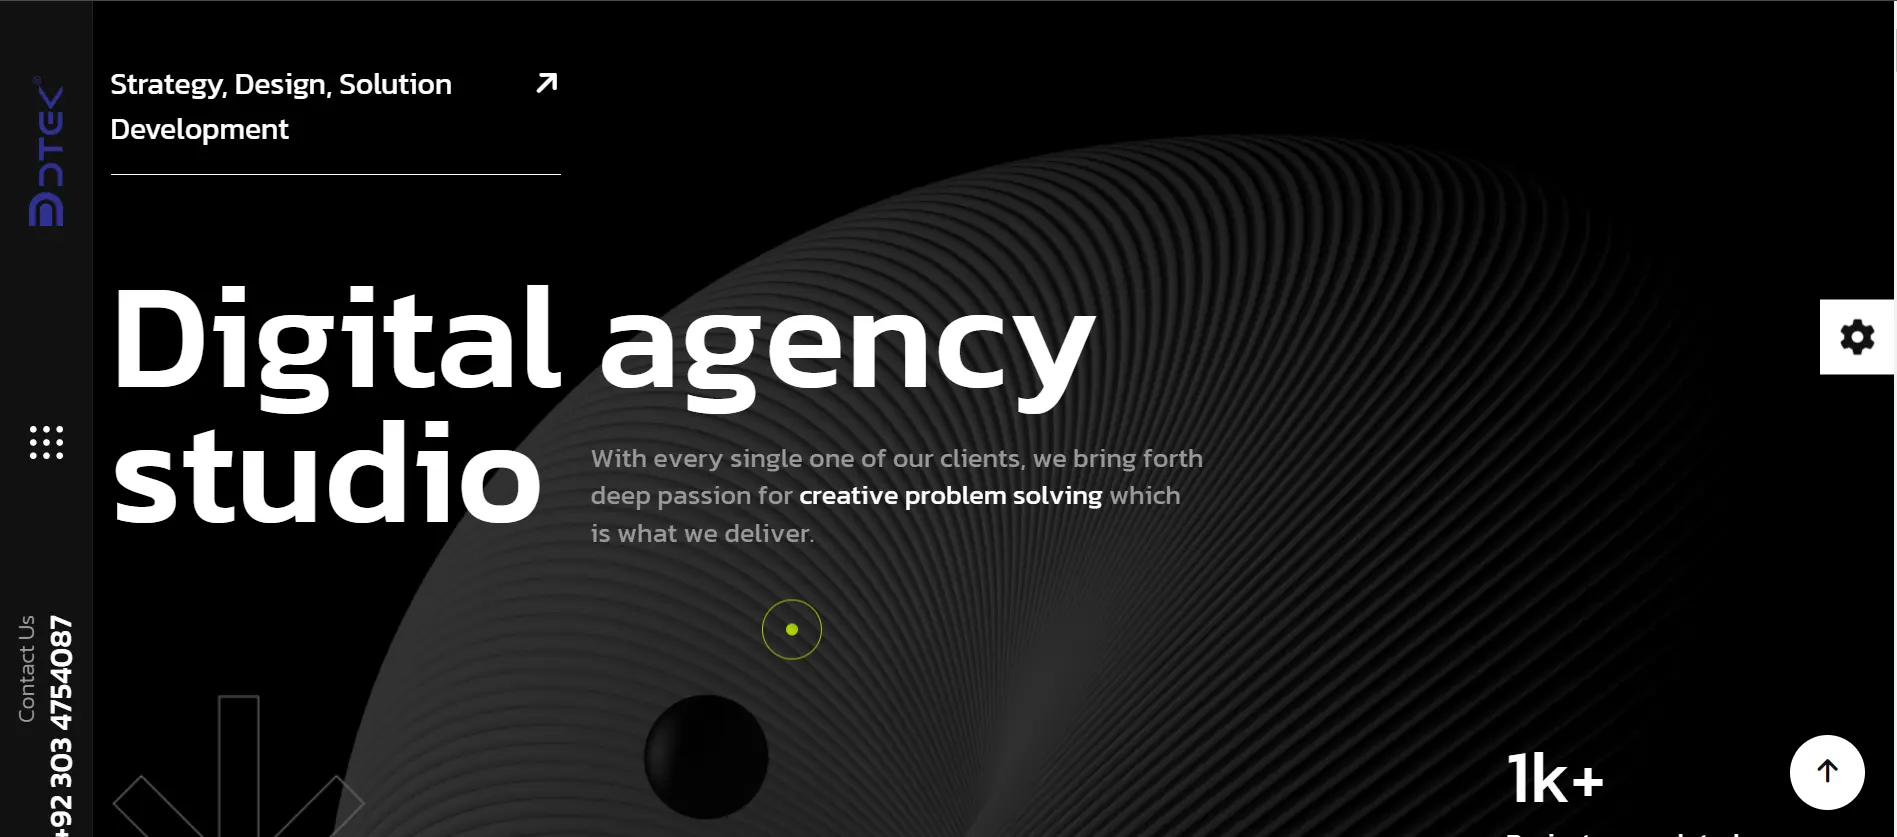 DDTEK
Strategy, Design, Solution
Development
Digital agency
studio
With every single one of our clients, we bring forth
deep passion for creative problem solving which
is what we deliver.
Contact Us
+92 303 4754087
1k+